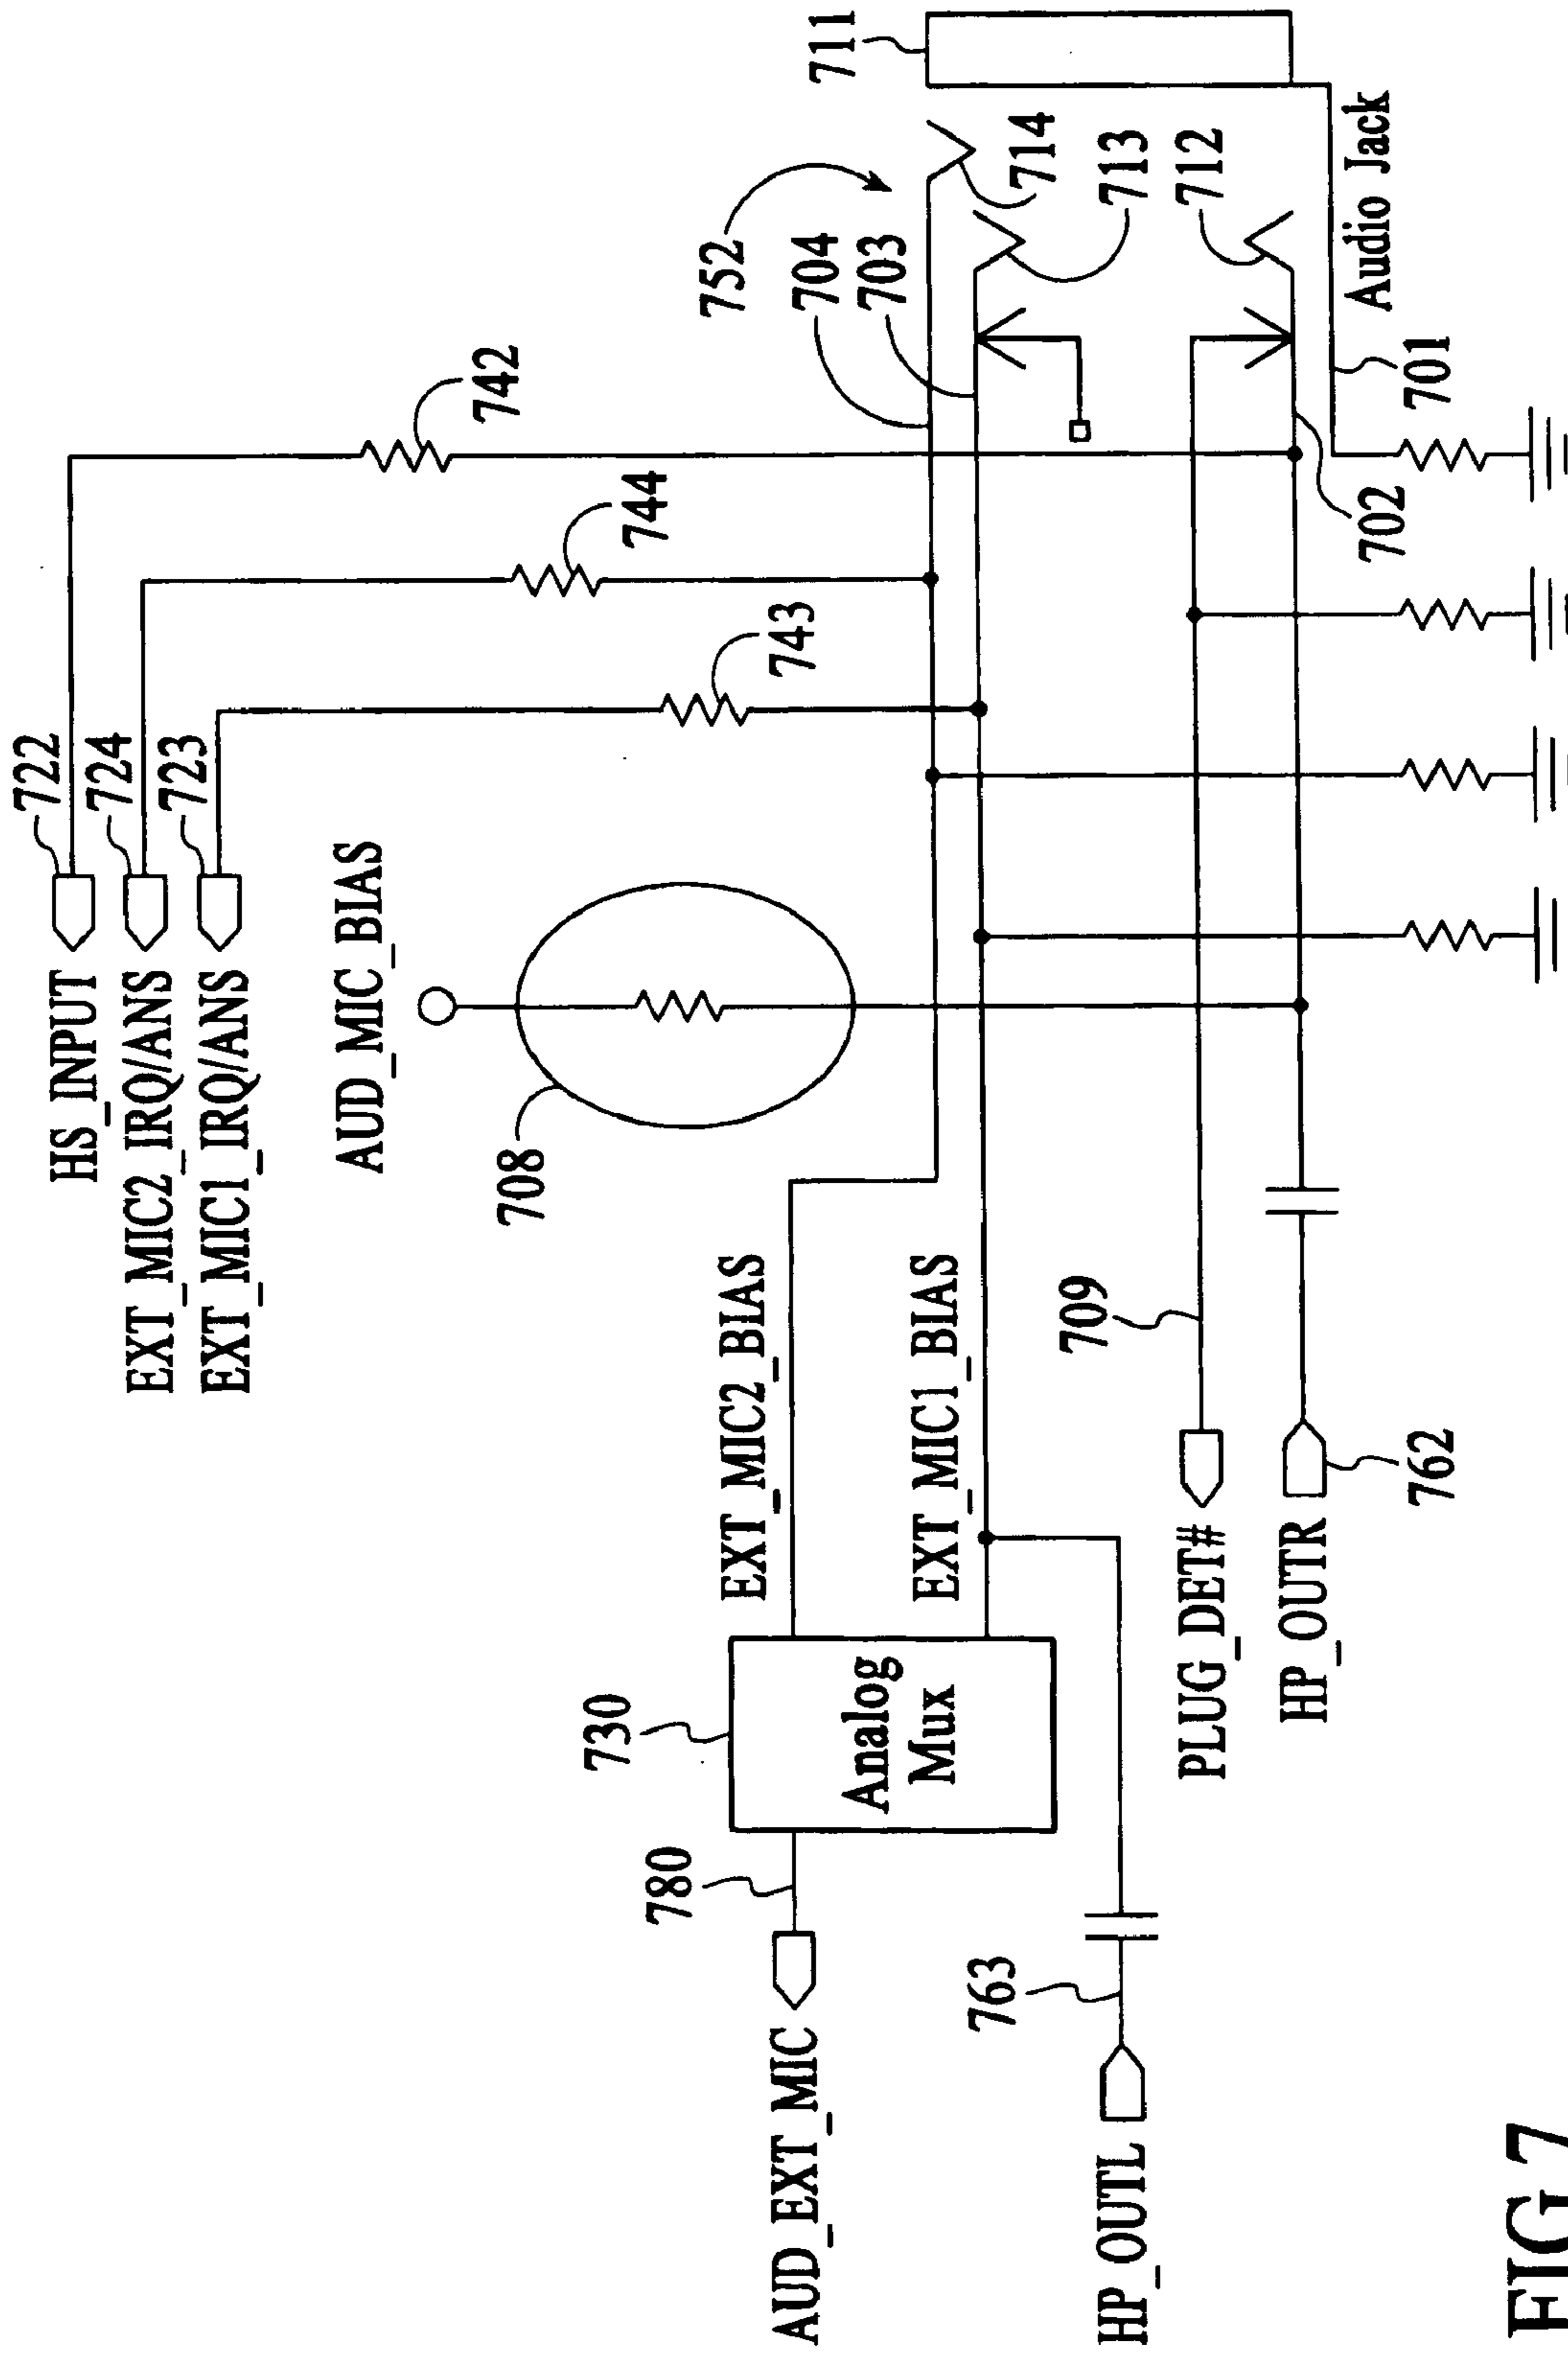 HS_INPUT
722
EXT_MIC2_IRQ/ANS
724
EXT_MIC1_IRQ/ANS
723
AUD_MIC_BIAS
708
742
744
743
752
704
703
711
714
713
712
Audio Jack
701
702
EXT_MIC2_BIAS
EXT_MIC1_BIAS
730
Analog
Mux
780
AUD_EXT_MIC
763
HP_OUTL
709
PLUG_DET#
HP_OUTR
762
FIG 7